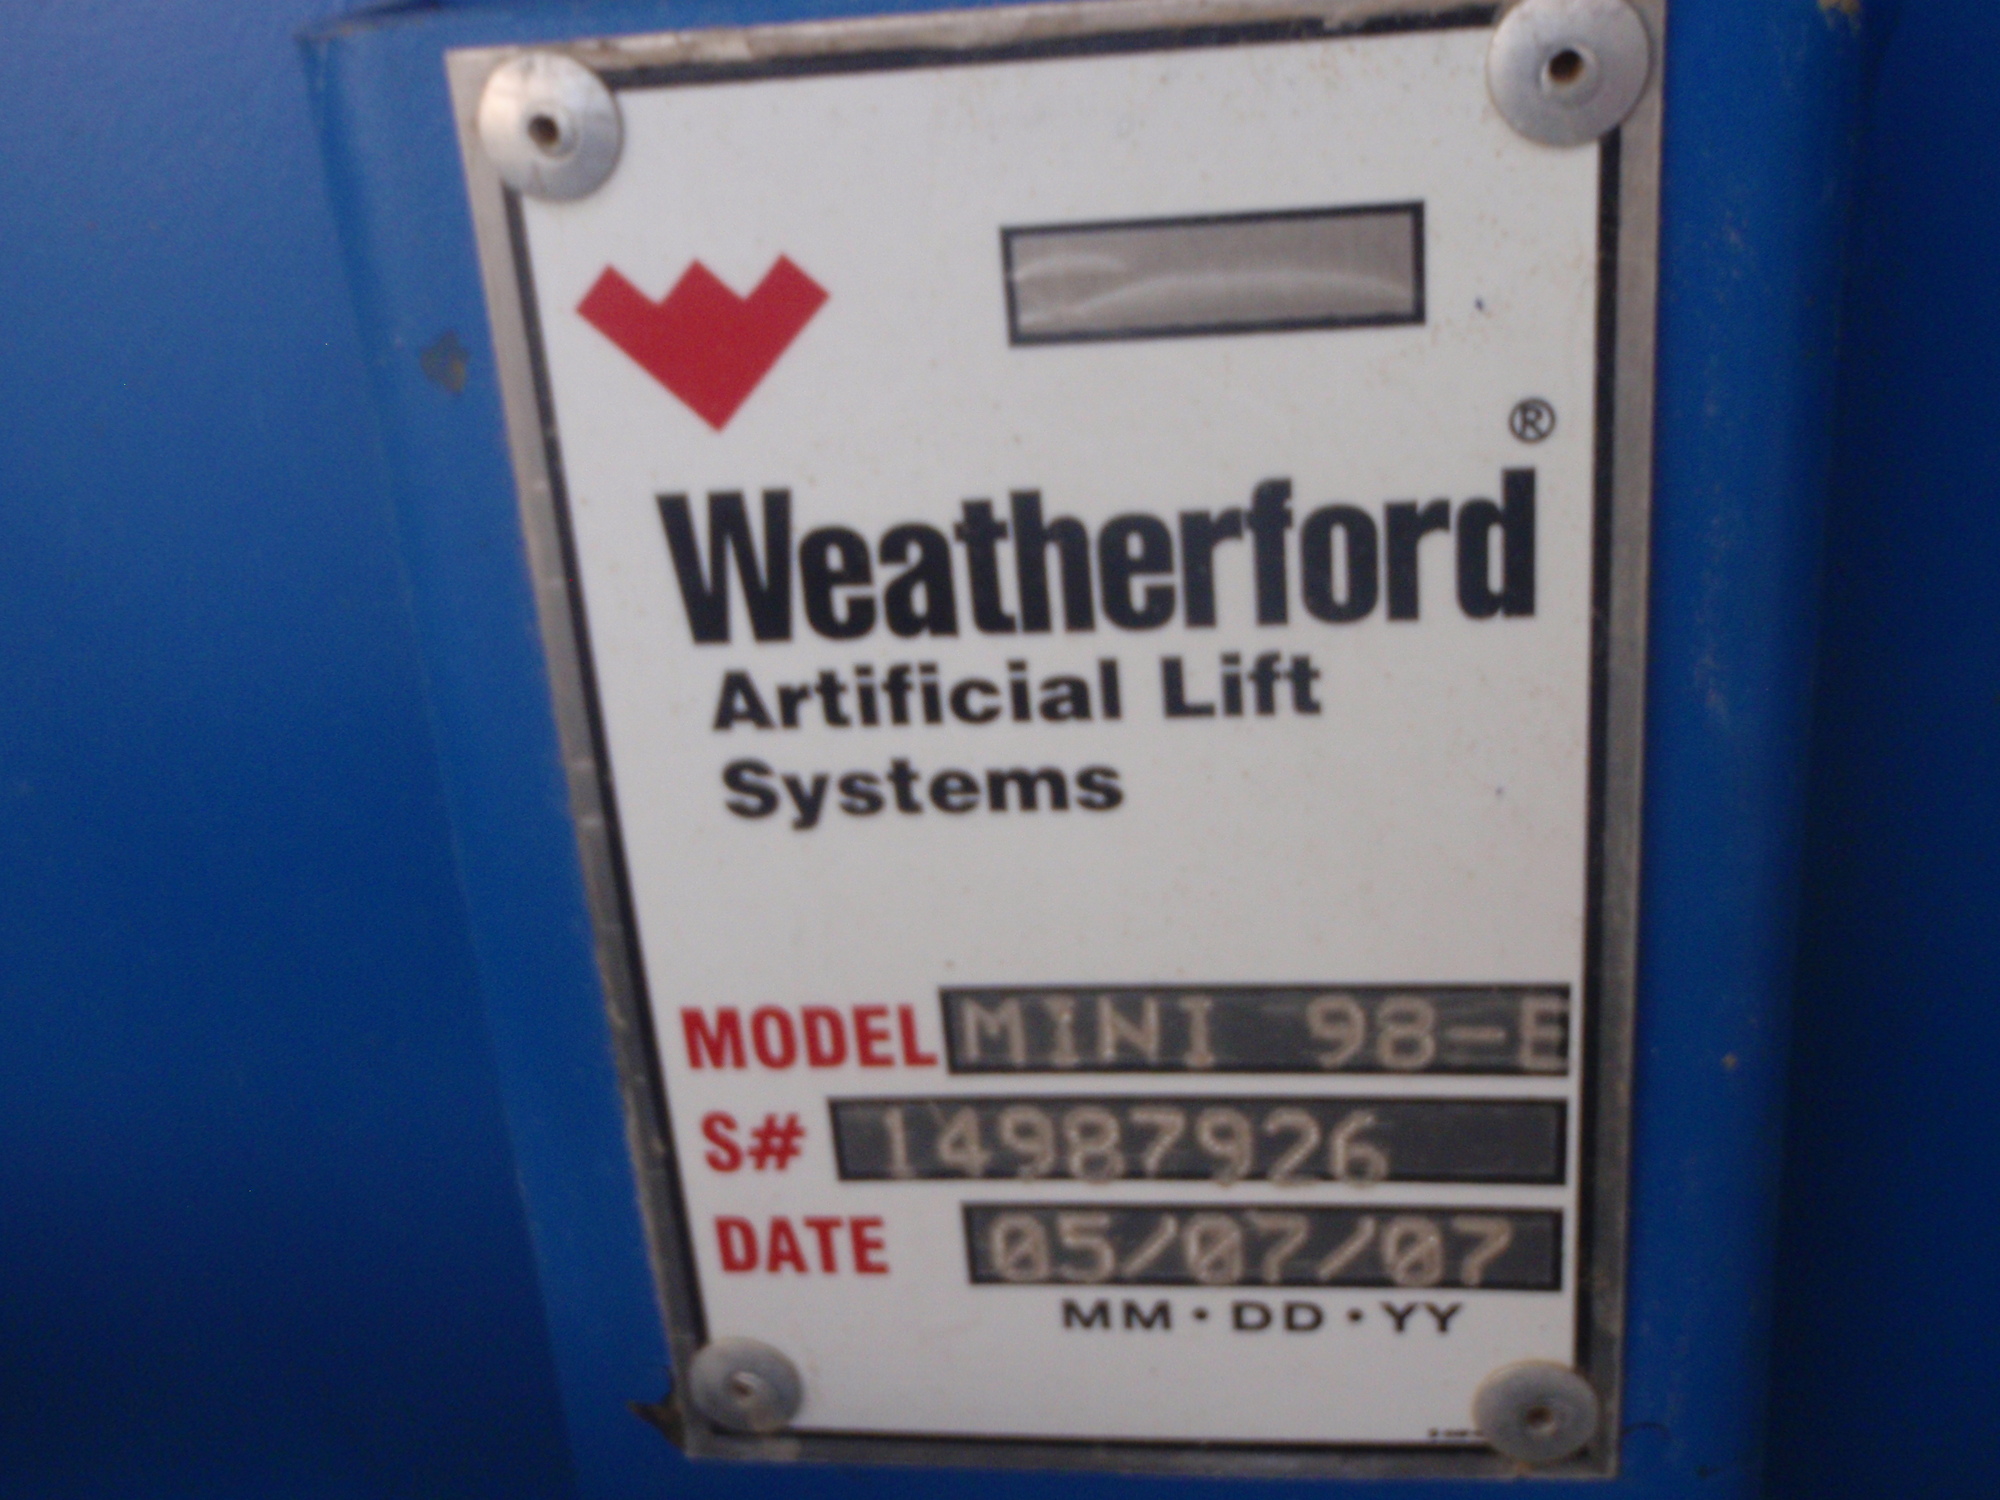 ®
Weatherford
Artificial Lift
Systems
MODEL MINI 98-E
S# 14987926
DATE 05/07/07
MM•DD•YY